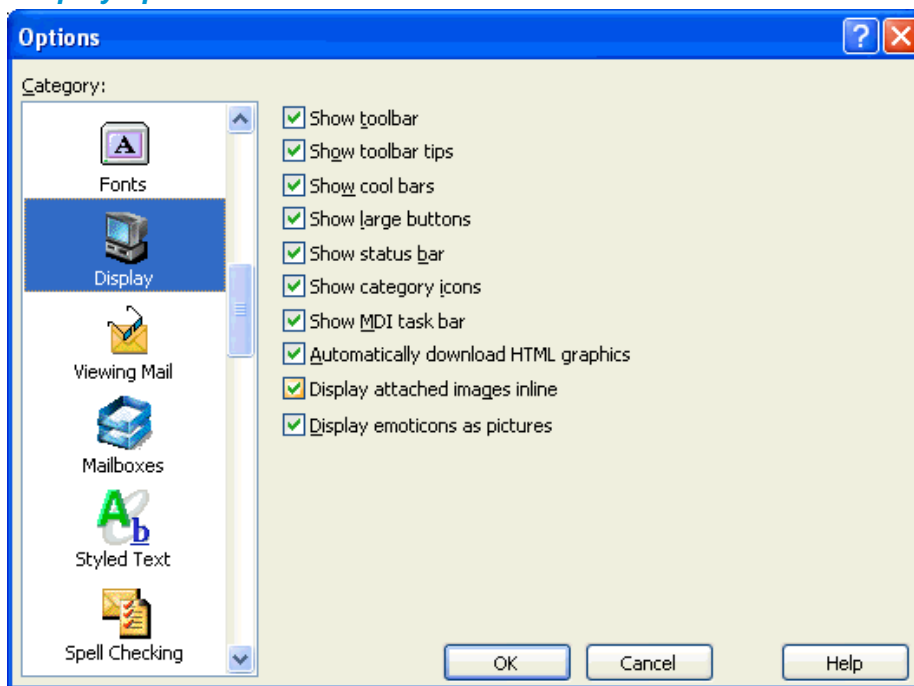 Options
Category:
Fonts
Display
Viewing Mail
Mailboxes
Styled Text
Spell Checking
Show toolbar
Show toolbar tips
Show cool bars
Show large buttons
Show status bar
Show category icons
Show MDI task bar
Automatically download HTML graphics
Display attached images inline
Display emoticons as pictures
OK
Cancel
Help